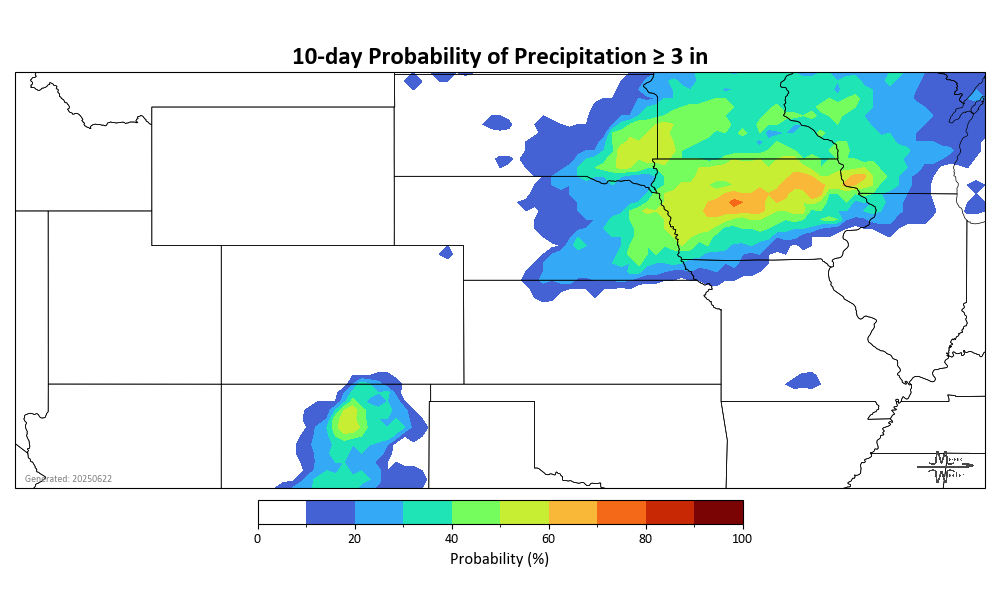 10-day Probability of Precipitation ≥ 3 in
Generated: 20250622
0 20 40 60 80 100
Probability (%)